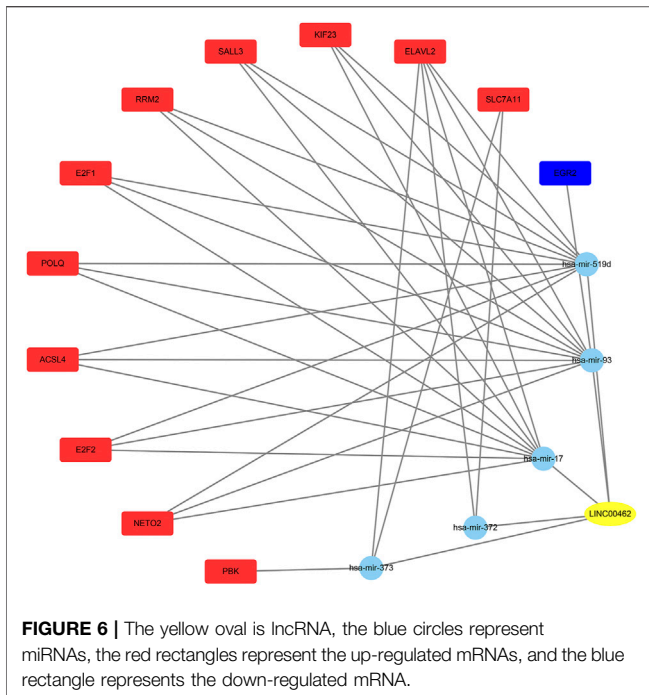 KIF23
SALL3
ELAVL2
RRM2
SLC7A11
E2F1
EGR2
POLQ
hsa-mir-519d
ACSL4
hsa-mir-93
E2F2
hsa-mir-17
LINC00462
NETO2
hsa-mir-372
PBK
hsa-mir-373
FIGURE 6 | The yellow oval is lncRNA, the blue circles represent
miRNAs, the red rectangles represent the up-regulated mRNAs, and the blue
rectangle represents the down-regulated mRNA.